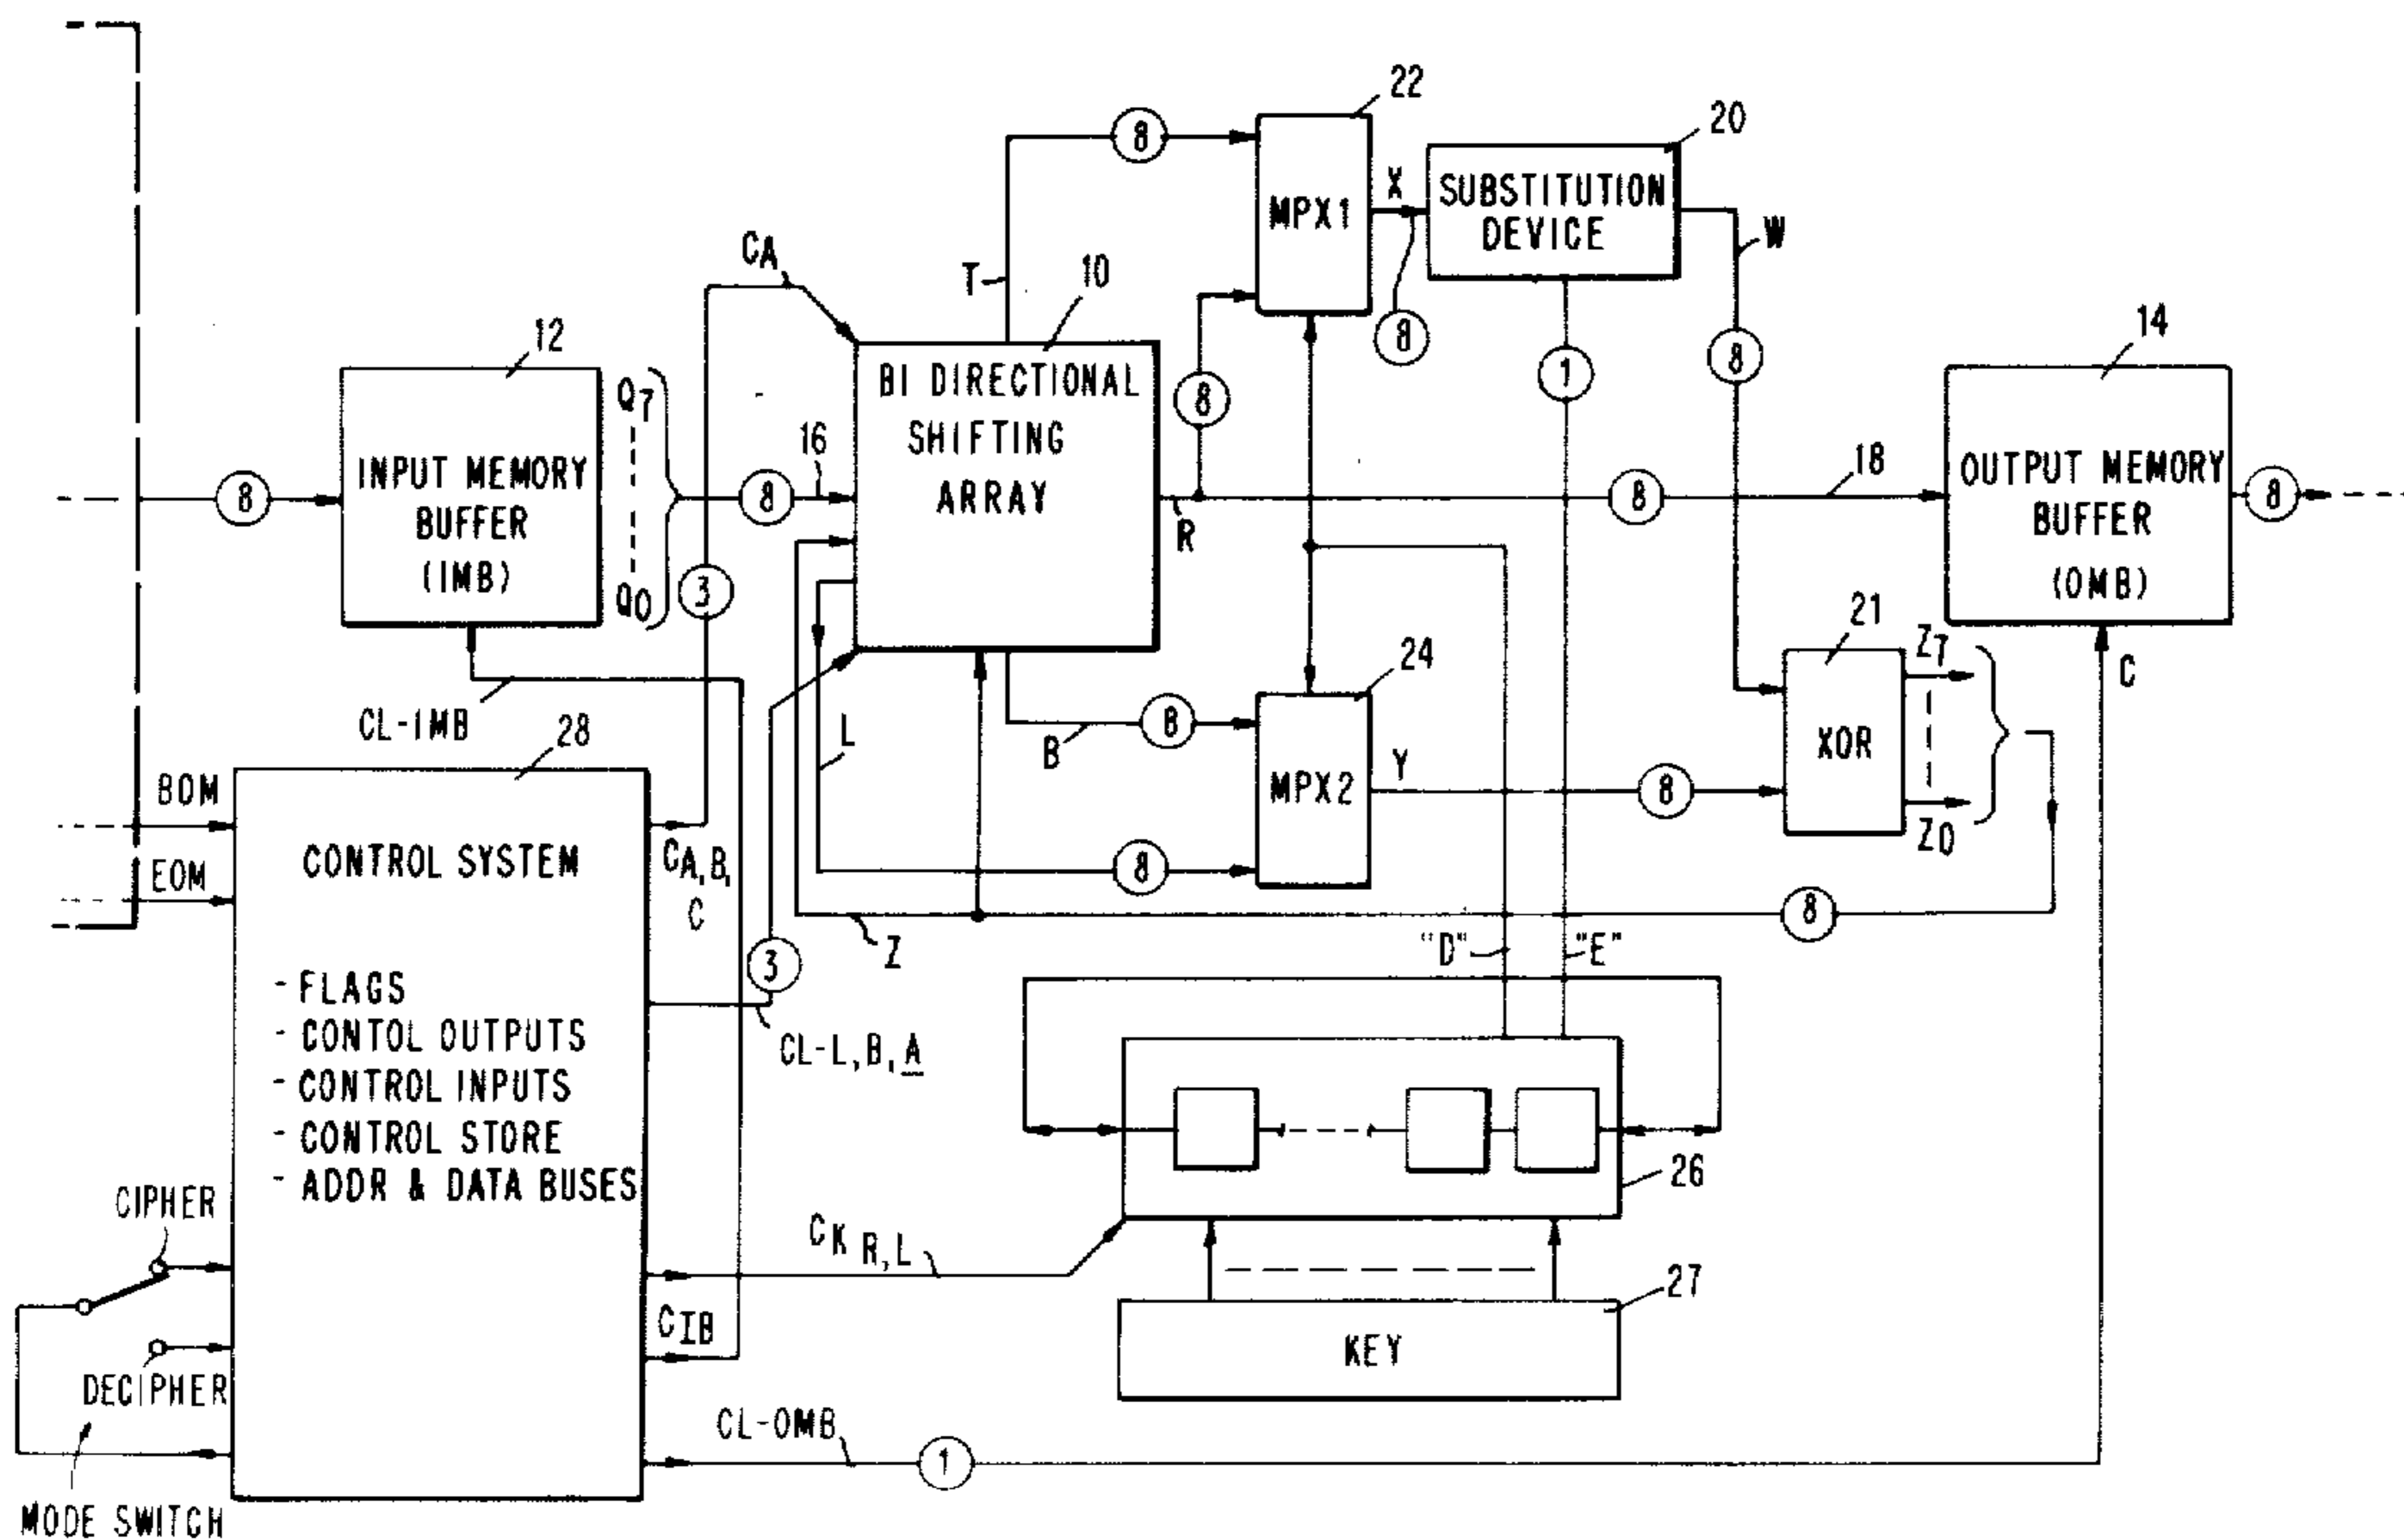 22
8
MPX1
X
8
20
SUBSTITUTION
DEVICE
W
8
CA
T
10
BI DIRECTIONAL
SHIFTING
ARRAY
8
1
12
INPUT MEMORY
BUFFER
(IMB)
8
Q7
Q0
8
16
3
R
8
18
14
OUTPUT MEMORY
BUFFER
(OMB)
8
C
CL-IMB
L
B
8
24
MPX2
Y
8
8
21
XOR
Z7
Z0
8
Z
"D"
"E"
28
BOM
EOM
CONTROL SYSTEM
- FLAGS
- CONTOL OUTPUTS
- CONTROL INPUTS
- CONTROL STORE
- ADDR & DATA BUSES
CA,B,
C
3
CL-L,B,A
26
CIPHER
DECIPHER
MODE SWITCH
CK R,L
CIB
27
KEY
CL-OMB
1